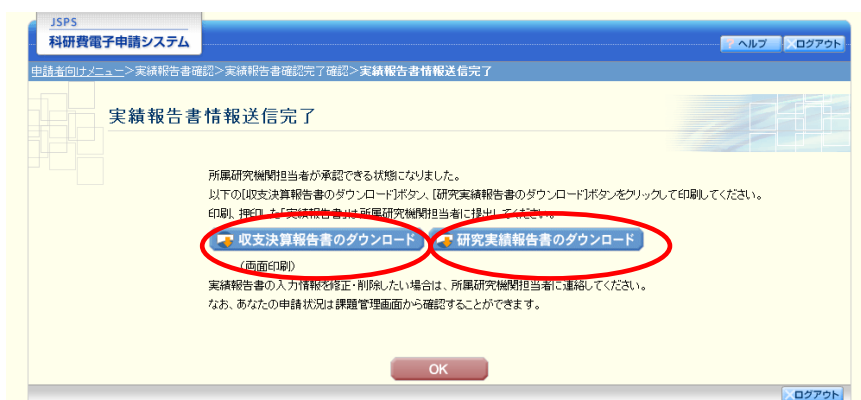 JSPS
科研費電子申請システム
? ヘルプ
×ログアウト
申請者向けメニュー>実績報告書確認>実績報告書確認完了確認>実績報告書情報送信完了
実績報告書情報送信完了
所属研究機関担当者が承認できる状態になりました。
以下の[収支決算報告書のダウンロード]ボタン、[研究実績報告書のダウンロード]ボタンをクリックして印刷してください。
印刷、押印した「実績報告書」は所属研究機関担当者に提出してください。
収支決算報告書のダウンロード
研究実績報告書のダウンロード
(両面印刷)
実績報告書の入力情報を修正・削除したい場合は、所属研究機関担当者に連絡してください。
なお、あなたの申請状況は課題管理画面から確認することができます。
OK
×ログアウト